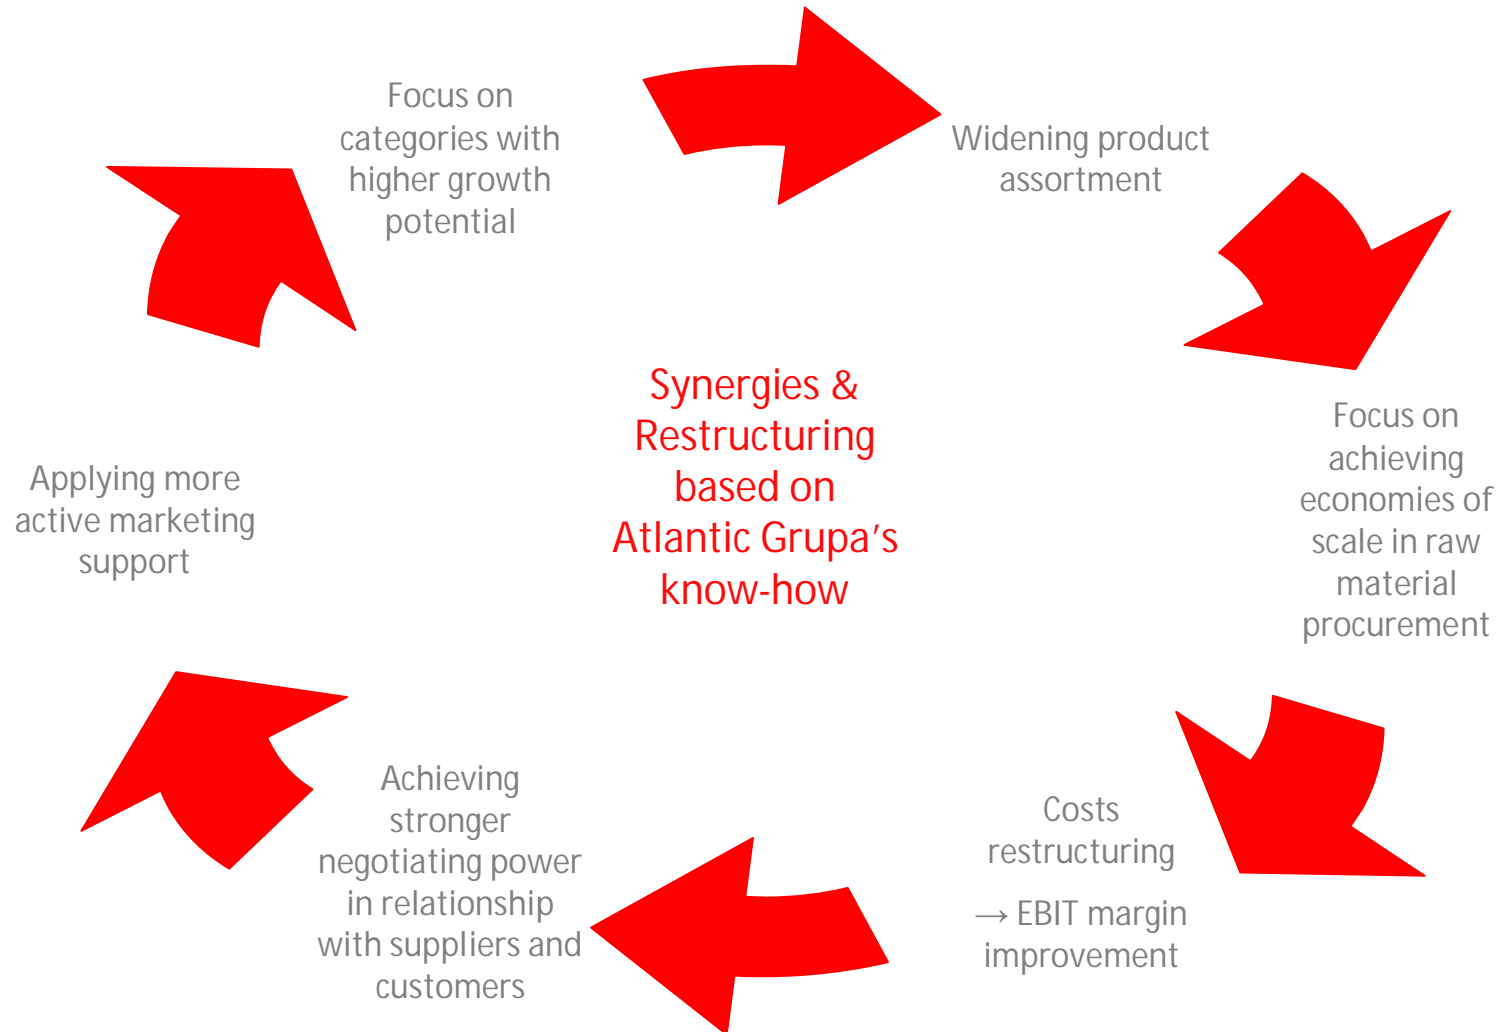 Focus on
categories with
higher growth
potential
Widening product
assortment
Focus on
achieving
economies of
scale in raw
material
procurement
Costs
restructuring
→ EBIT margin
improvement
Achieving
stronger
negotiating power
in relationship
with suppliers and
customers
Applying more
active marketing
support
Synergies &
Restructuring
based on
Atlantic Grupa's
know-how